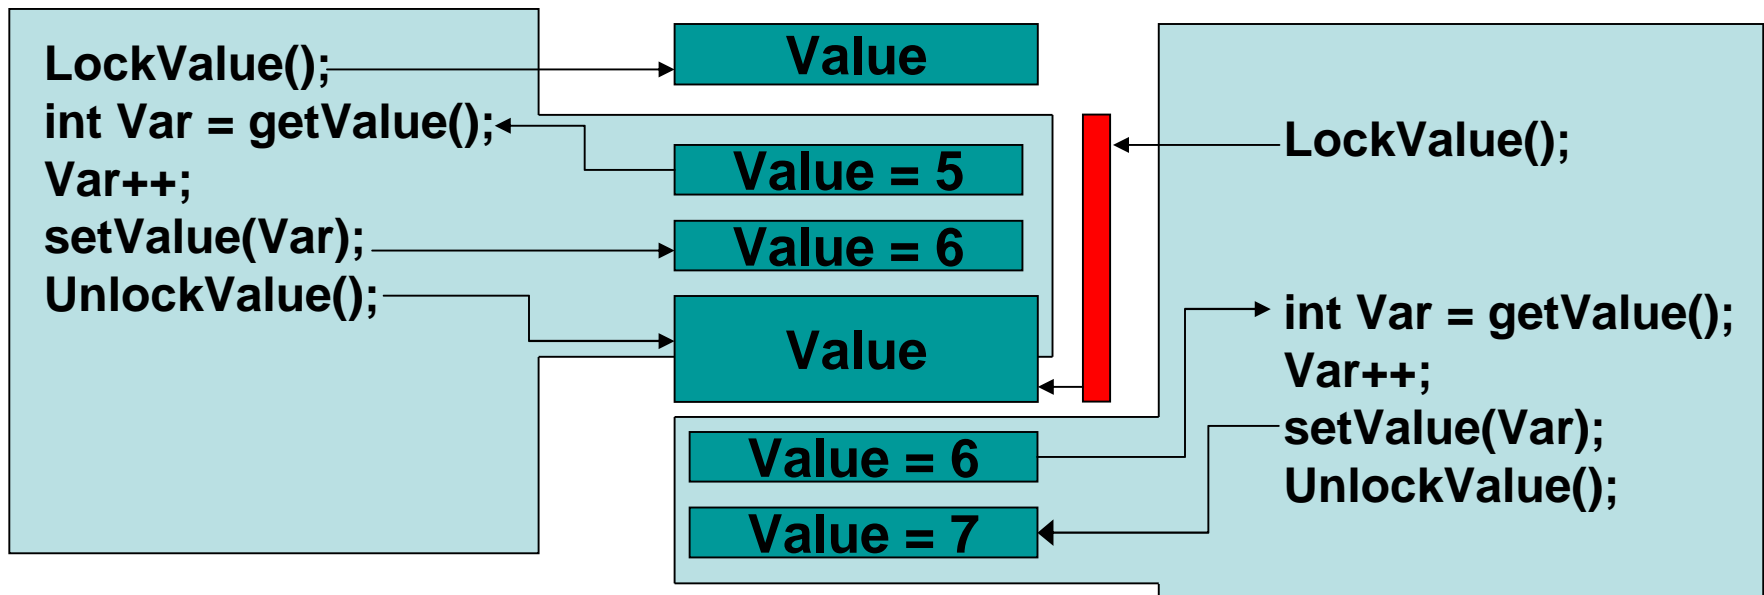 LockValue();
int Var = getValue();
Var++;
setValue(Var);
UnlockValue();
Value
Value = 5
Value = 6
Value
Value = 6
Value = 7
LockValue();
int Var = getValue();
Var++;
setValue(Var);
UnlockValue();